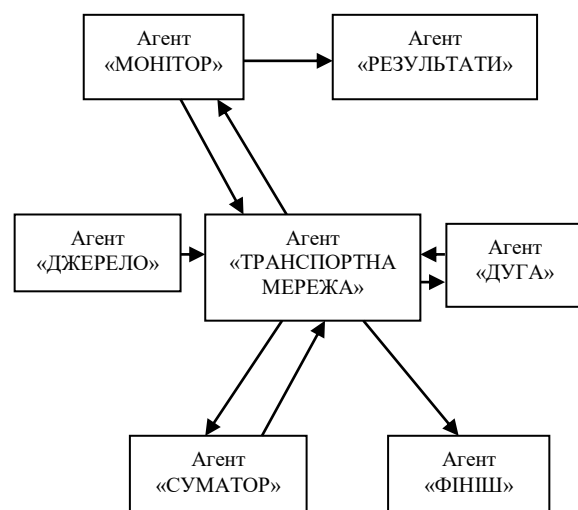 Агент
«МОНІТОР»
Агент
«РЕЗУЛЬТАТИ»
Агент
«ДЖЕРЕЛО»
Агент
«ТРАНСПОРТНА
МЕРЕЖА»
Агент
«ДУГА»
Агент
«СУМАТОР»
Агент
«ФІНІШ»